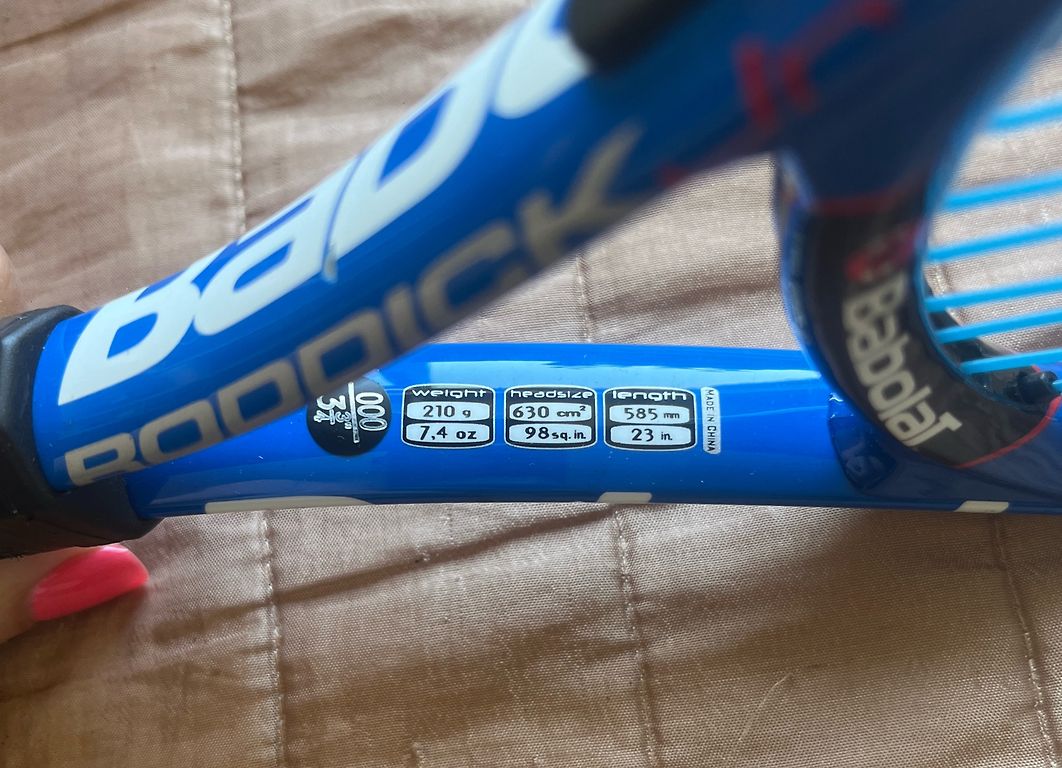 BabO
RODDICK
BaboLaT
000
3 3/4
weight
210 g
7.4 oz
headsize
630 cm²
98 sq.in.
length
585 mm
23 in.
MADE IN CHINA